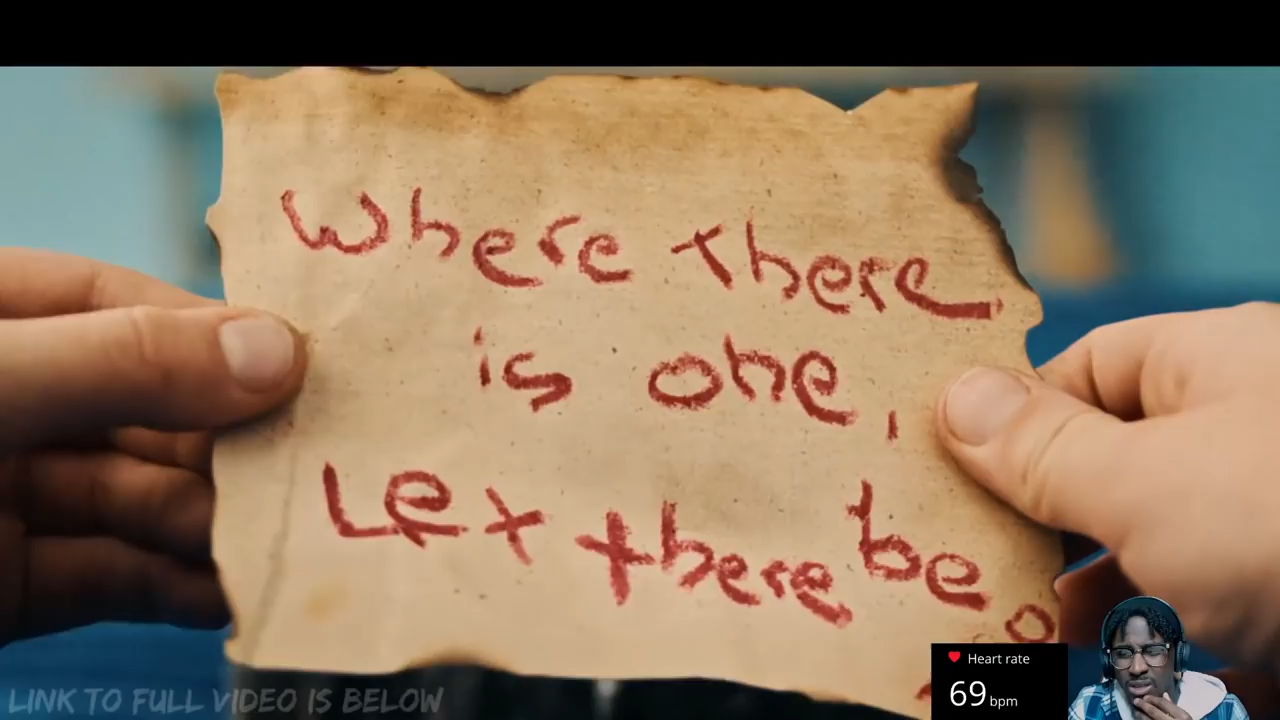 Where There
is one,
Let there be
LINK TO FULL VIDEO IS BELOW
Heart rate
69 bpm